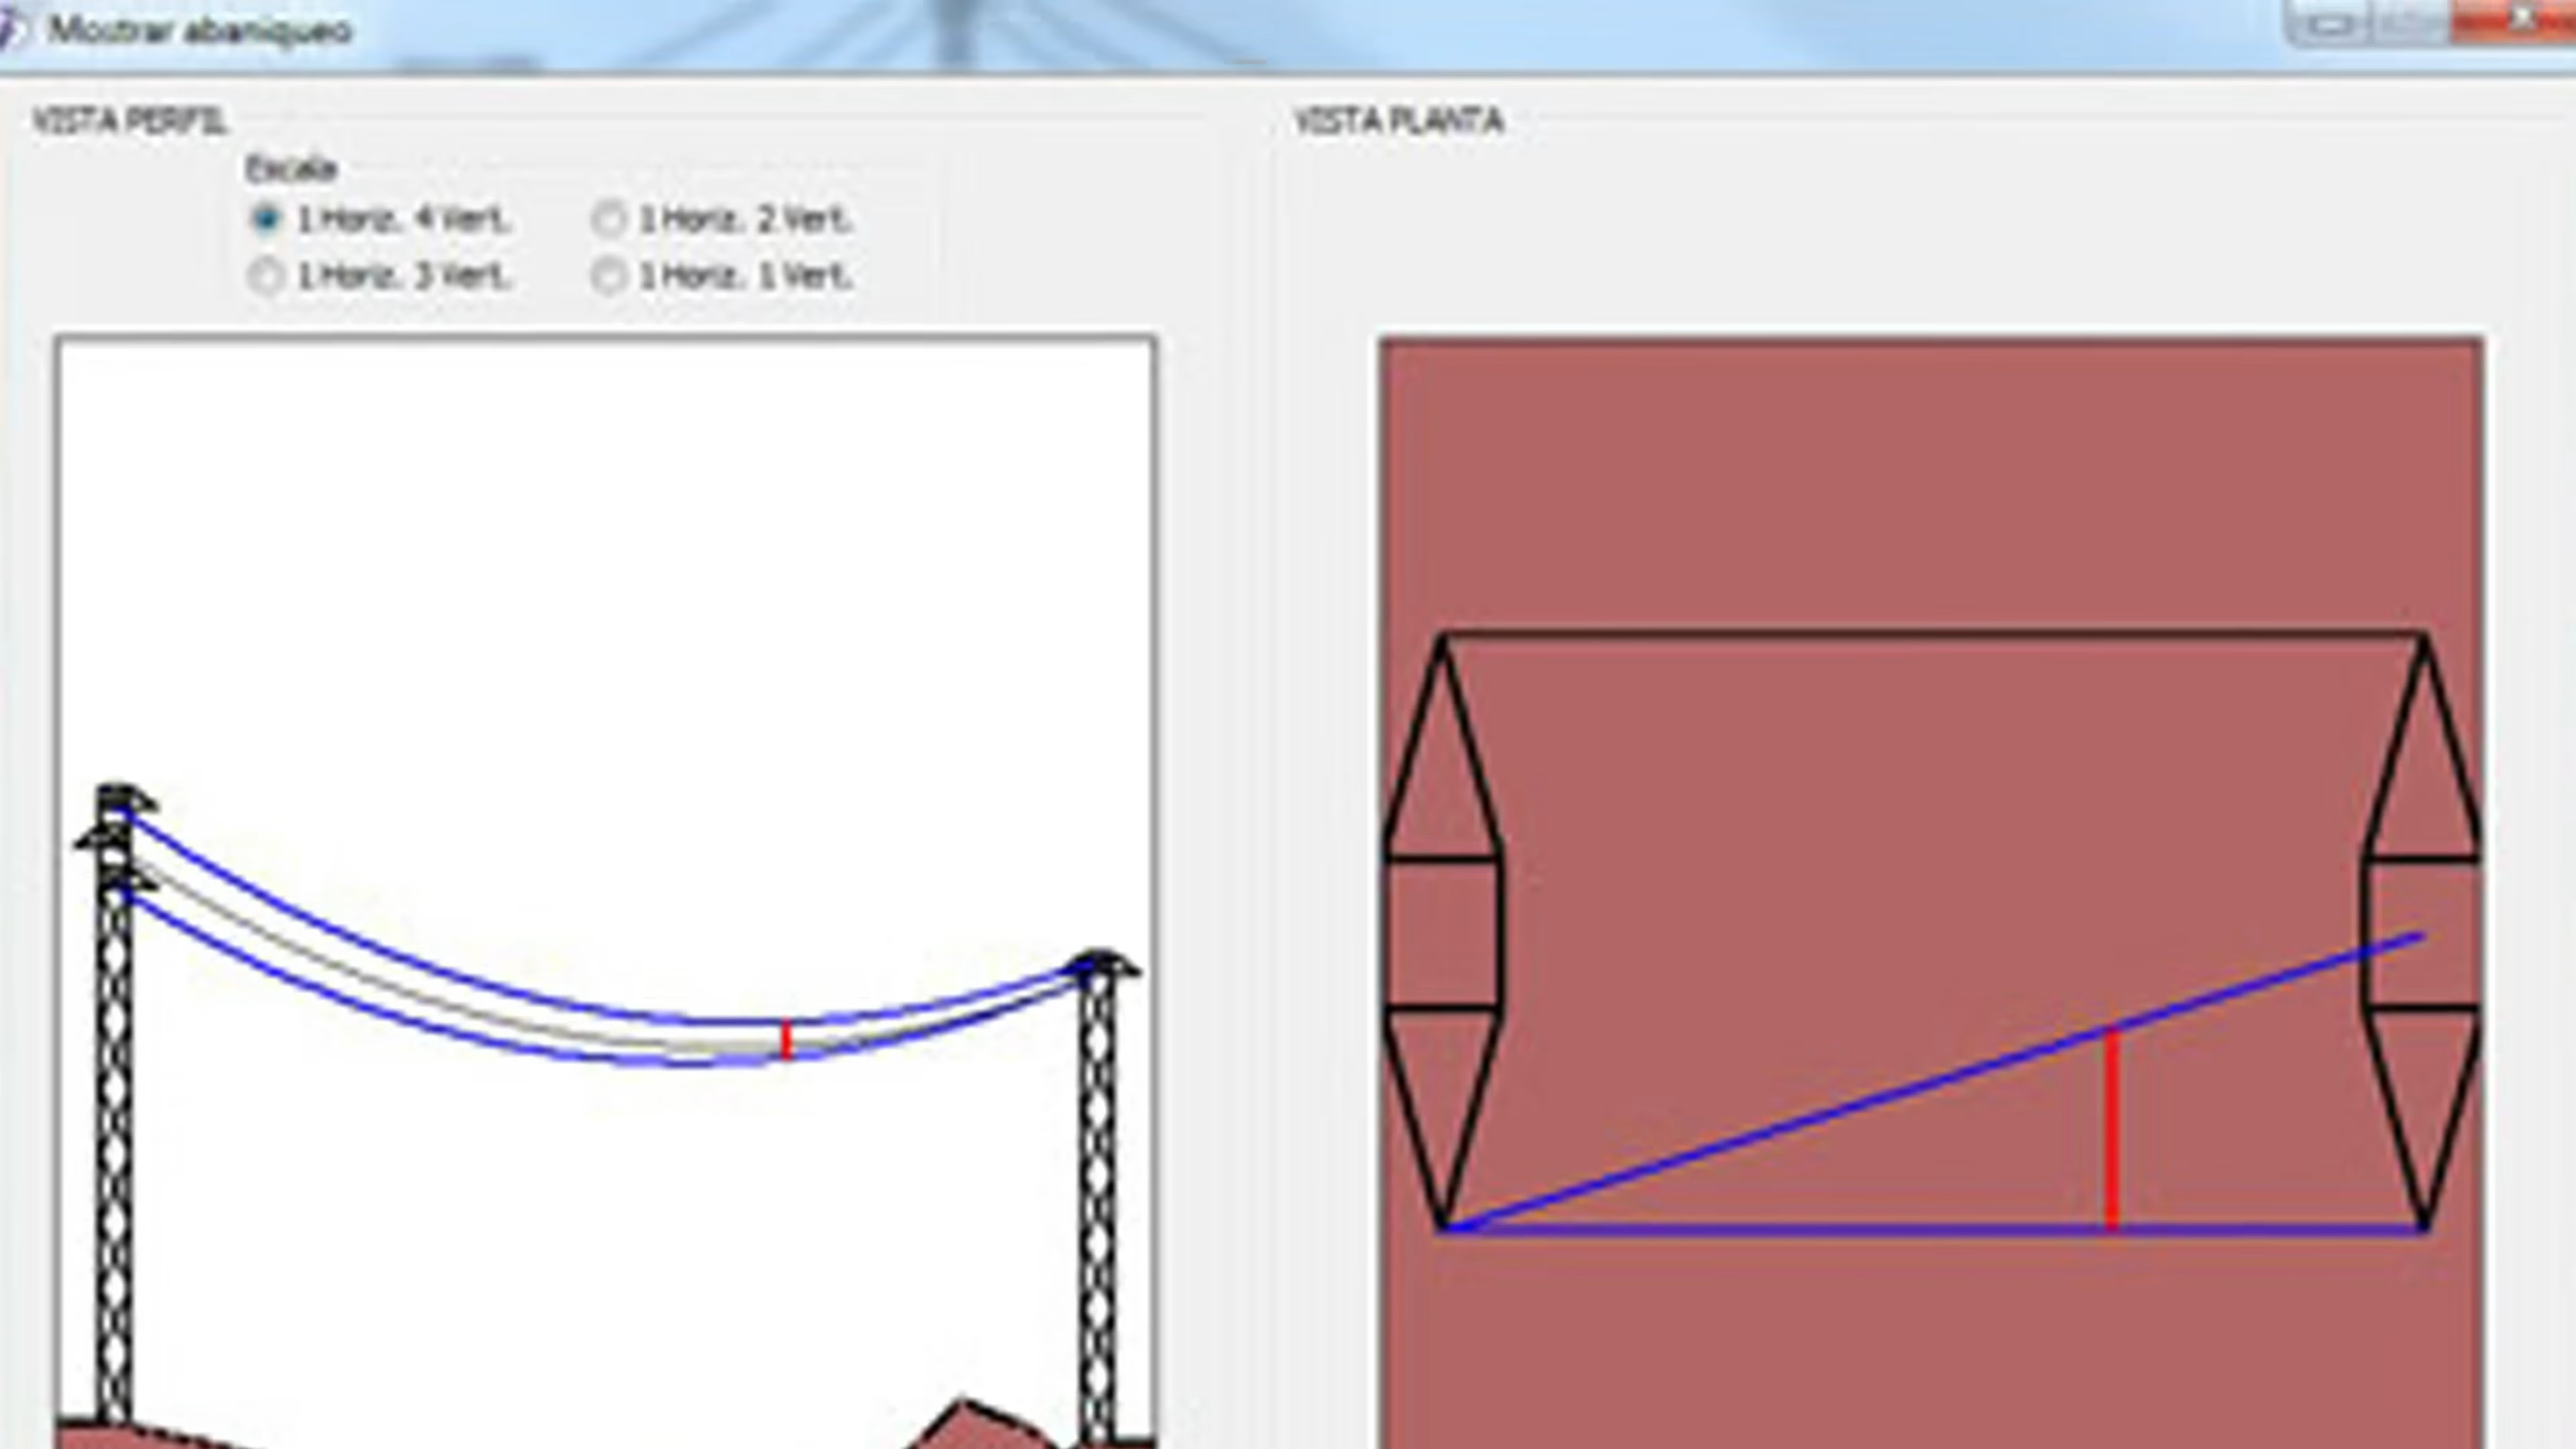 Mostrar abaniqueo
VISTA PERFIL
Escala
1 Horiz. 4 Vert.
1 Horiz. 2 Vert.
1 Horiz. 3 Vert.
1 Horiz. 1 Vert.
VISTA PLANTA